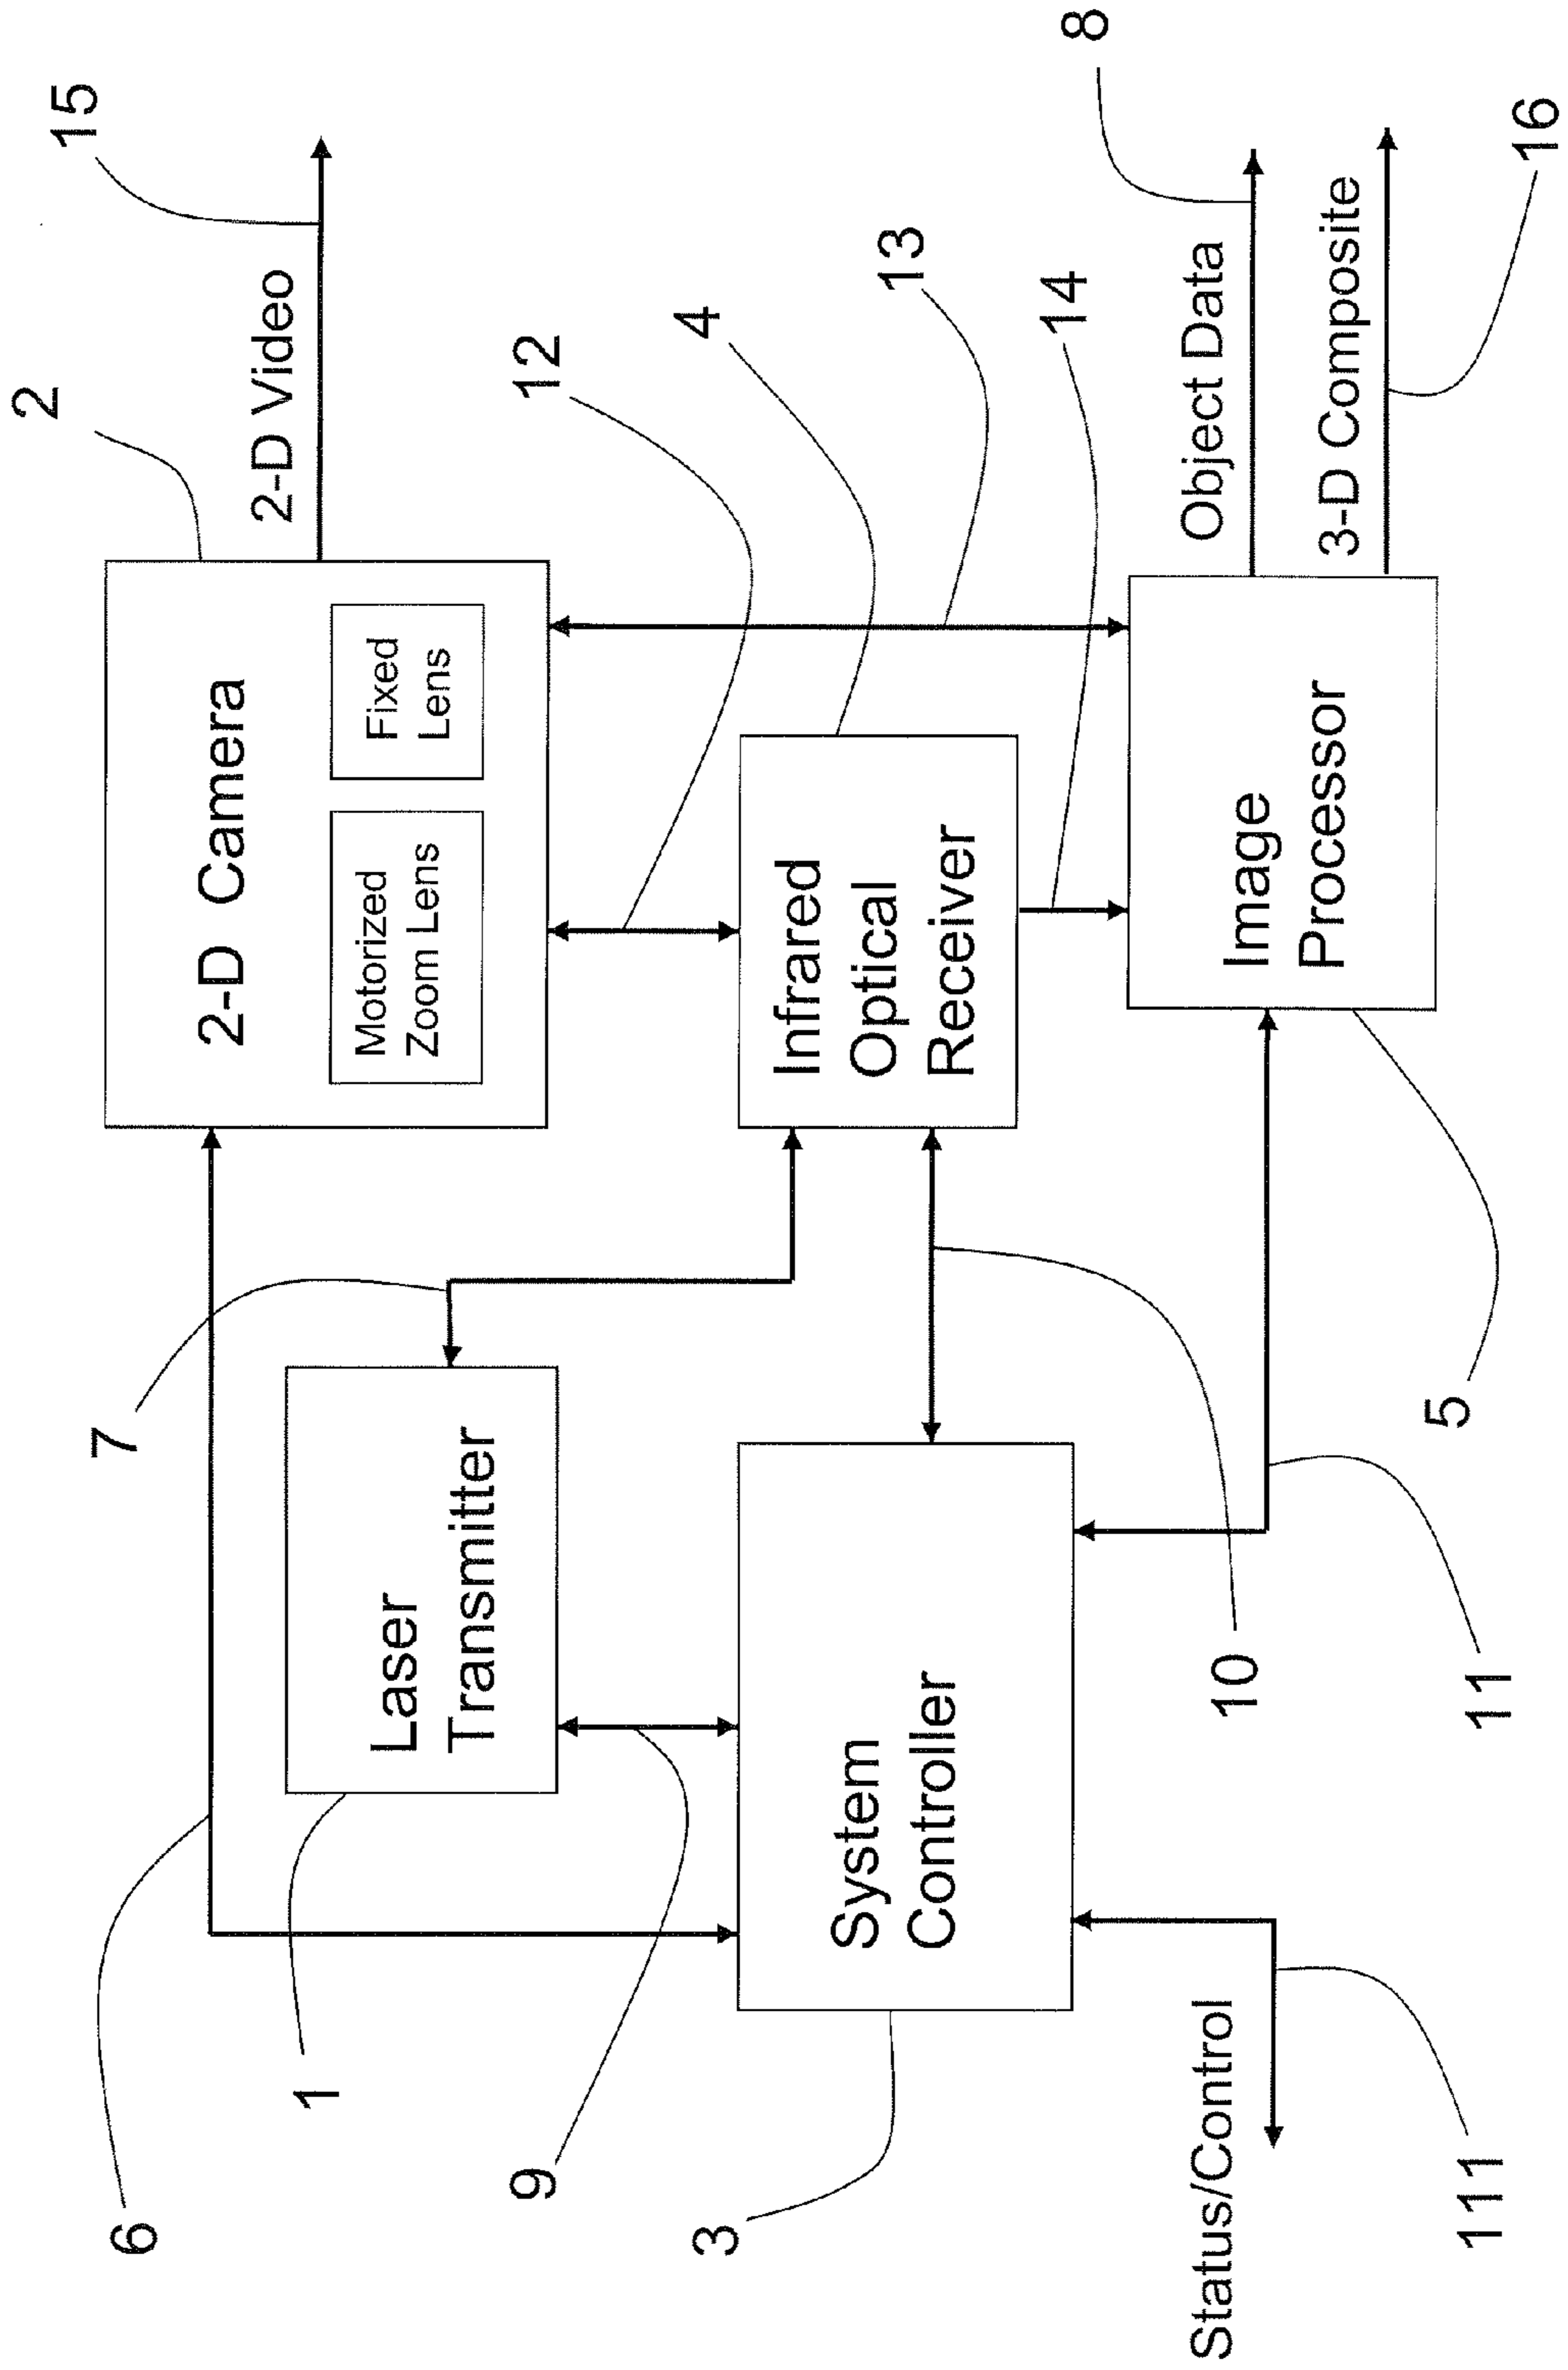 2
15
2-D Video
2-D Camera
Motorized
Zoom Lens
Fixed
Lens
7
6
Laser
Transmitter
1
9
12
4
13
Infrared
Optical
Receiver
14
System
Controller
3
10
Image
Processor
5
11
Object Data
8
3-D Composite
16
Status/Control
111